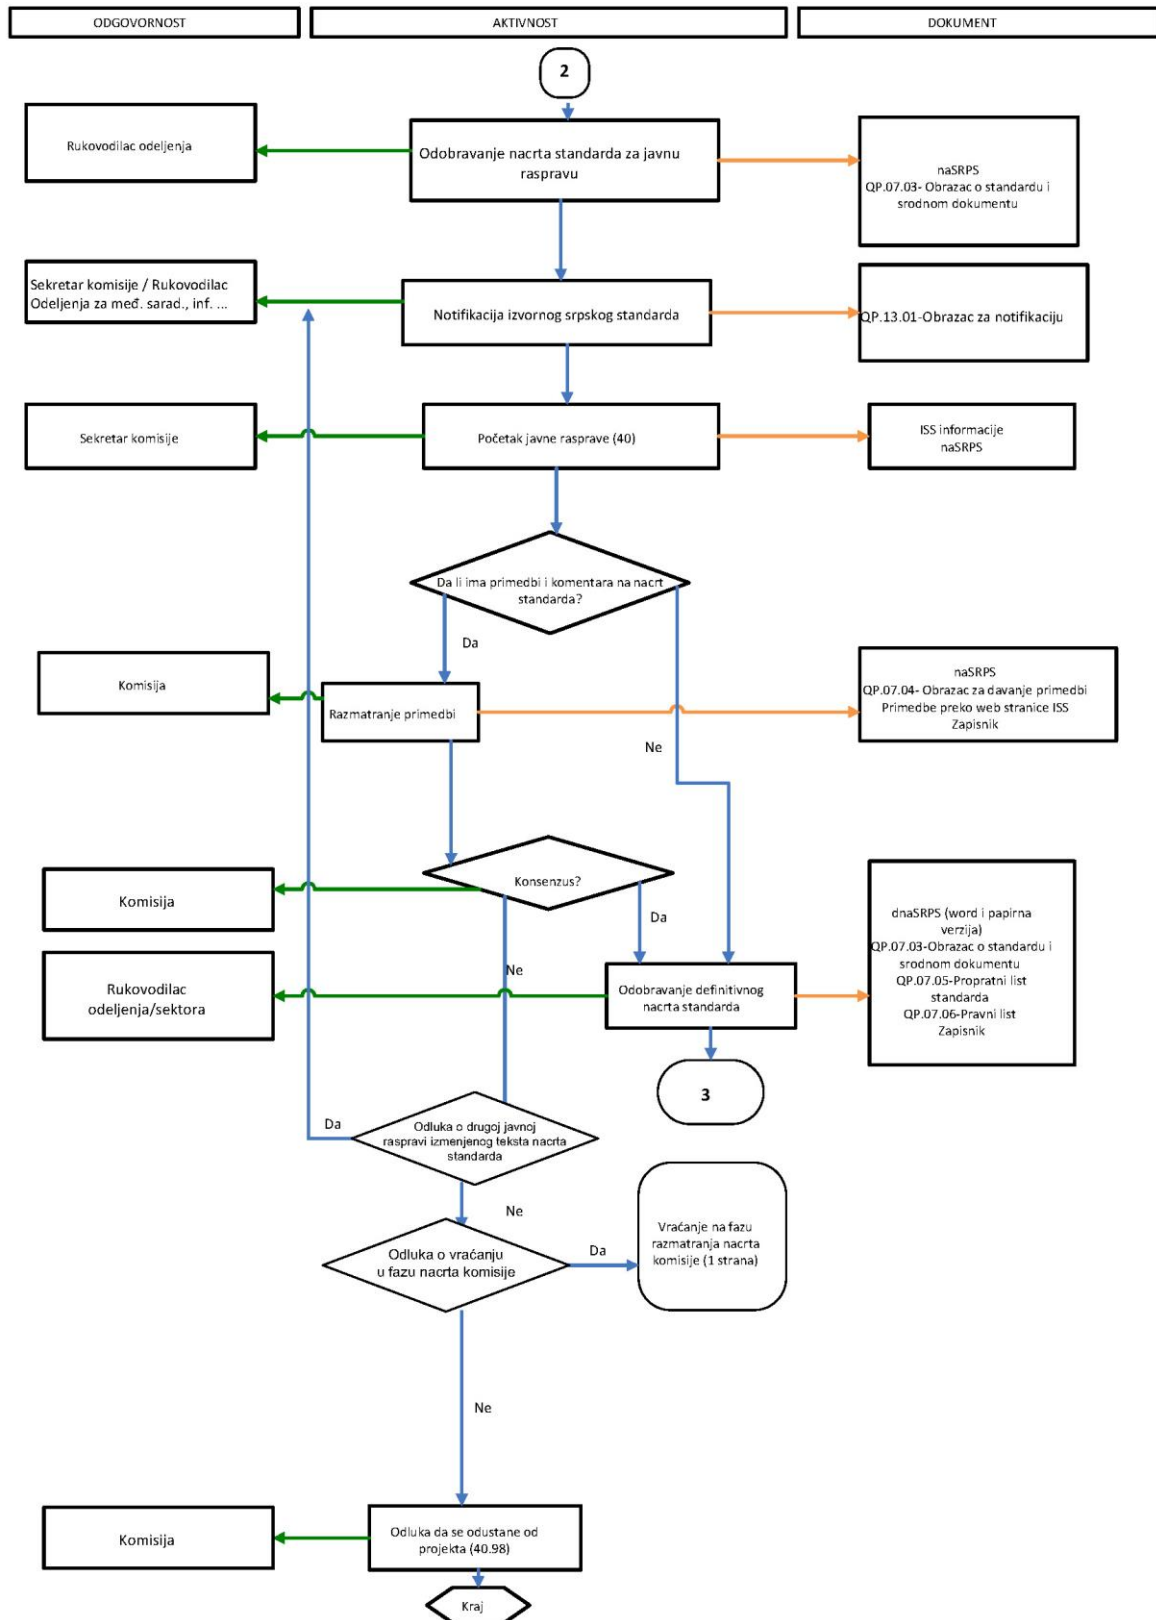 ODGOVORNOST
AKTIVNOST
DOKUMENT
2
Rukovodilac odeljenja
Odobravanje nacrta standarda za javnu
raspravu
naSRPS
QP.07.03- Obrazac o standardu i
srodnom dokumentu
Sekretar komisije / Rukovodilac
Odeljenja za međ. sarad., inf. ...
Notifikacija izvornog srpskog standarda
QP.13.01-Obrazac za notifikaciju
Sekretar komisije
Početak javne rasprave (40)
ISS informacije
naSRPS
Da li ima primedbi i komentara na nacrt
standarda?
Da
Komisija
Razmatranje primedbi
naSRPS
QP.07.04- Obrazac za davanje primedbi
Primedbe preko web stranice ISS
Zapisnik
Ne
Konsenzus?
Komisija
Da
Ne
dnaSRPS (word i papirna
verzija)
QP.07.03-Obrazac o standardu i
srodnom dokumentu
QP.07.05-Propratni list
standarda
QP.07.06-Pravni list
Zapisnik
Rukovodilac
odeljenja/sektora
Odobravanje definitivnog
nacrta standarda
3
Da
Odluka o drugoj javnoj
raspravi izmenjenog teksta nacrta
standarda
Ne
Odluka o vraćanju
u fazu nacrta komisije
Da
Vraćanje na fazu
razmatranja nacrta
komisije (1 strana)
Ne
Komisija
Odluka da se odustane od
projekta (40.98)
Kraj